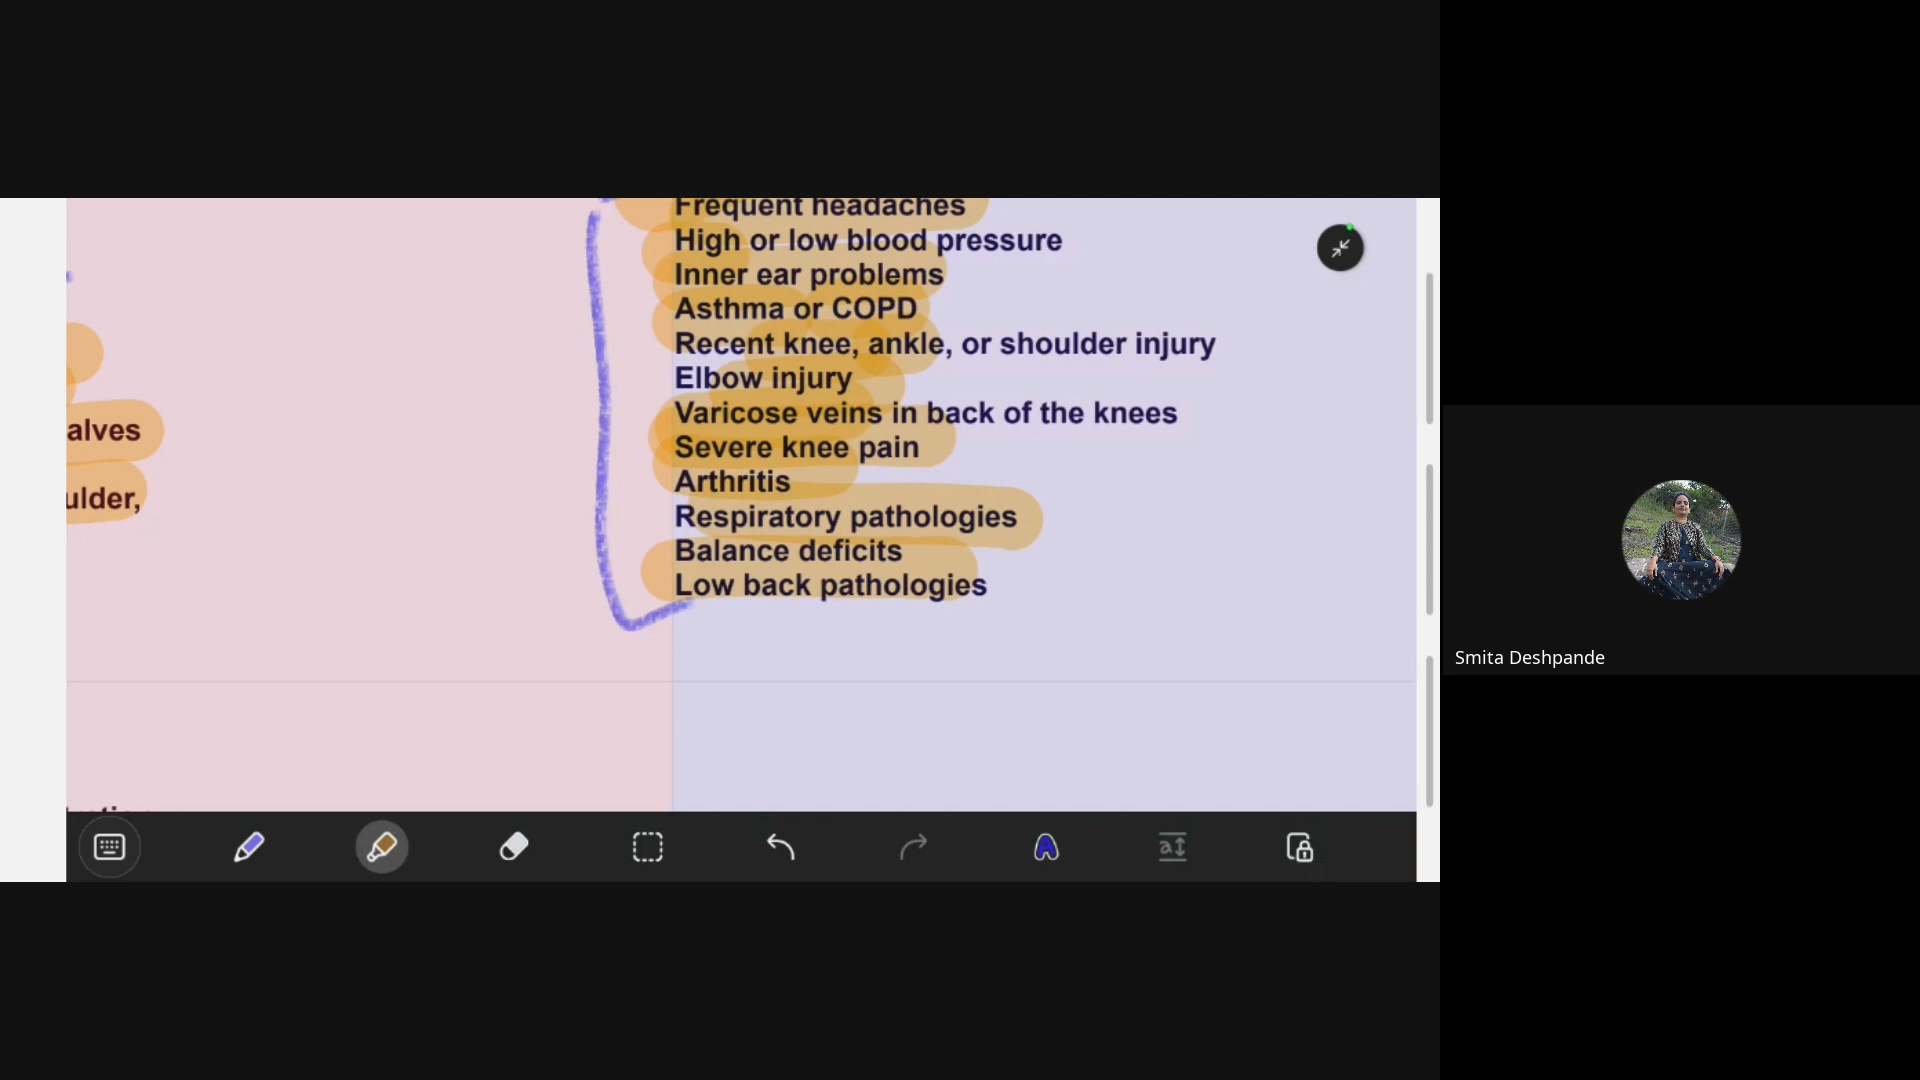 Frequent headaches
High or low blood pressure
Inner ear problems
Asthma or COPD
Recent knee, ankle, or shoulder injury
Elbow injury
Varicose veins in back of the knees
Severe knee pain
Arthritis
Respiratory pathologies
Balance deficits
Low back pathologies
alves
ulder,
Smita Deshpande